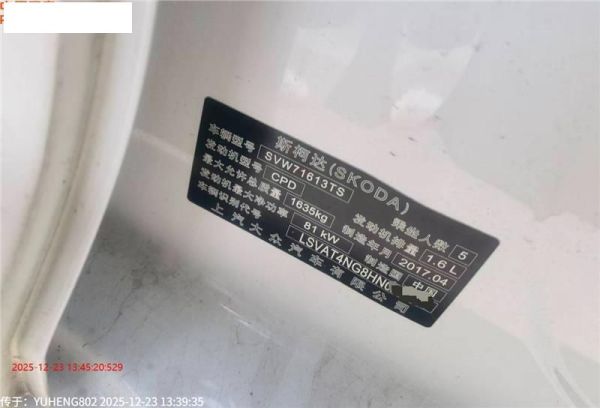 斯柯达(SKODA)
车辆型号 SVW71613TS 乘坐人数 5
发动机型号 CPD 发动机排量 1.6 L
最大允许总质量 1635kg 制造年月 2017.04
发动机最大净功率 81 kW 制造国 中国
车辆识别代号 LSVAT4NG8HN
上汽大众汽车有限公司
2025-12-23 13:45:20:529
传于：YUHENG802 2025-12-23 13:39:35